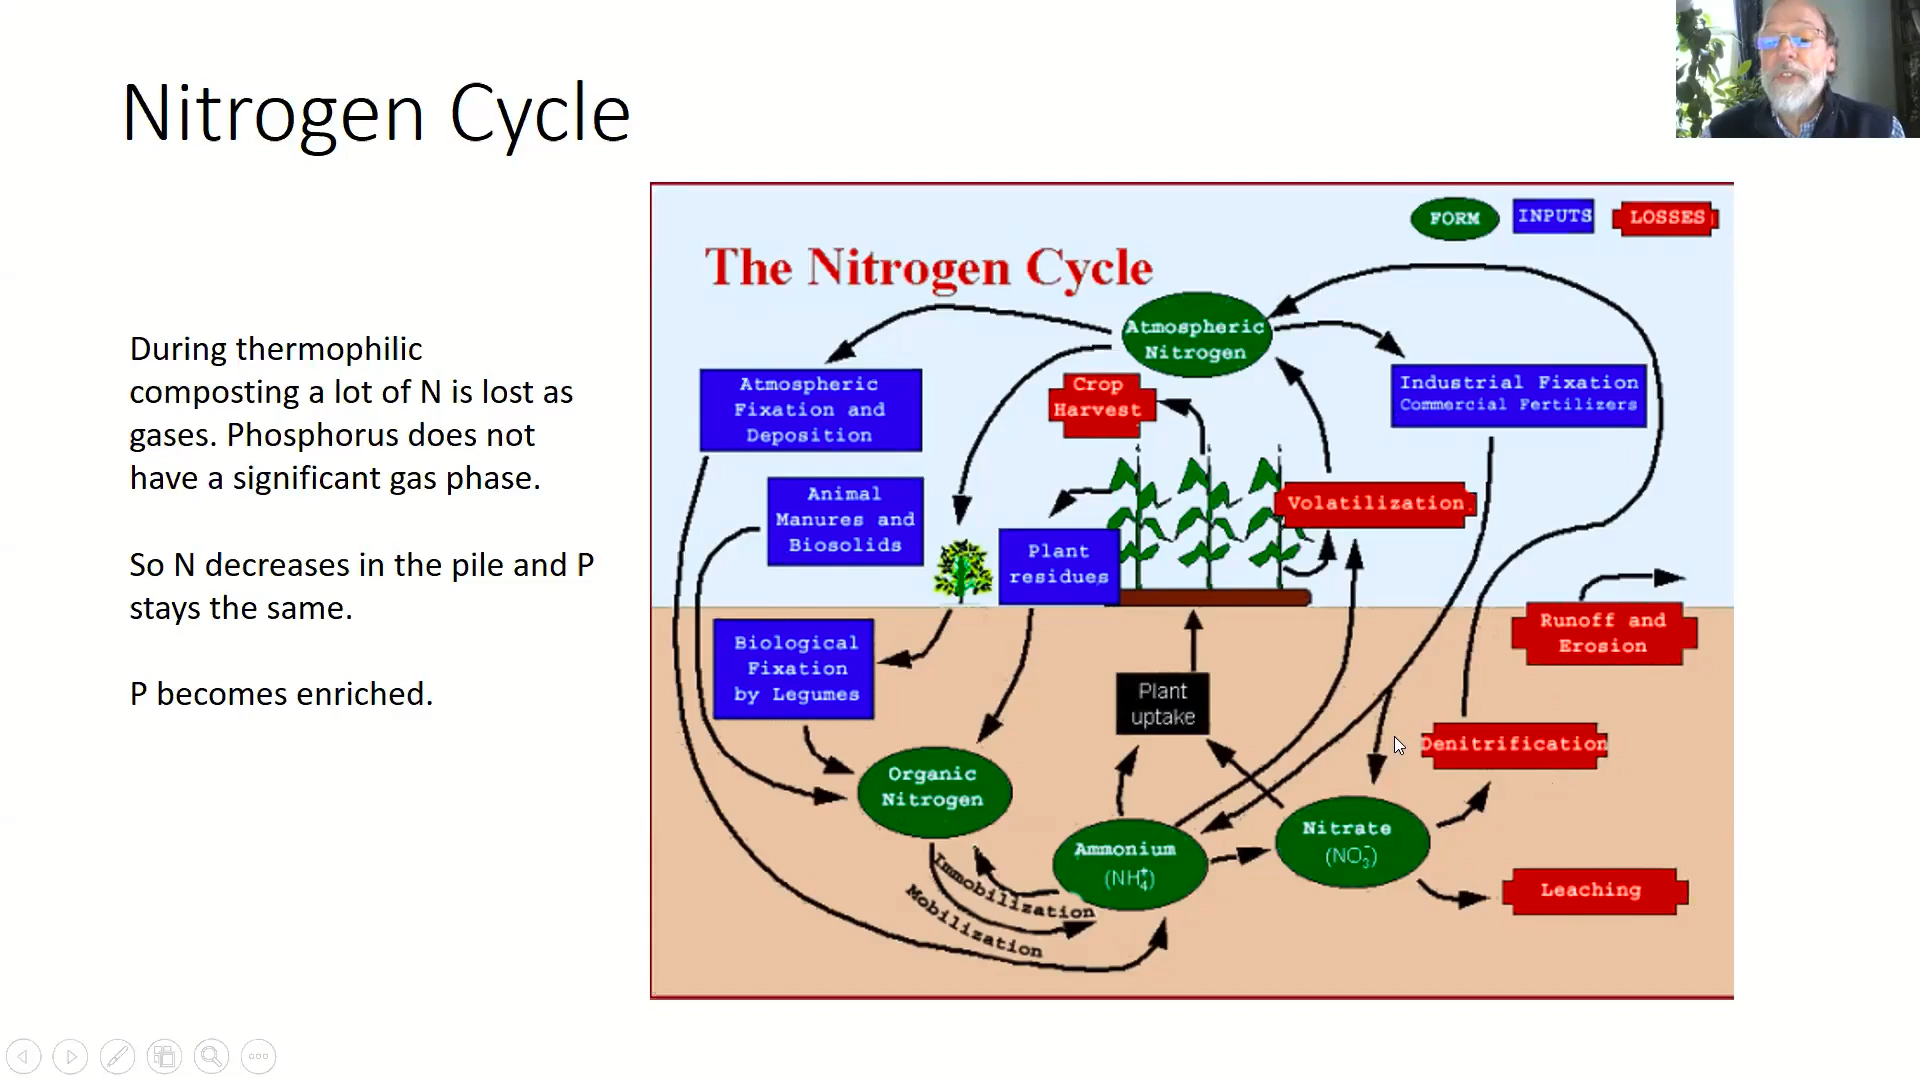 Nitrogen Cycle
During thermophilic
composting a lot of N is lost as
gases. Phosphorus does not
have a significant gas phase.
So N decreases in the pile and P
stays the same.
P becomes enriched.
FORM
INPUTS
LOSSES
The Nitrogen Cycle
Atmospheric
Nitrogen
Atmospheric
Fixation and
Deposition
Crop
Harvest
Industrial Fixation
Commercial Fertilizers
Animal
Manures and
Biosolids
Volatilization
Plant
residues
Biological
Fixation
by Legumes
Runoff and
Erosion
Plant
uptake
Denitrification
Organic
Nitrogen
Ammonium
(NH₄⁺)
Nitrate
(NO₃⁻)
Immobilization
Mobilization
Leaching